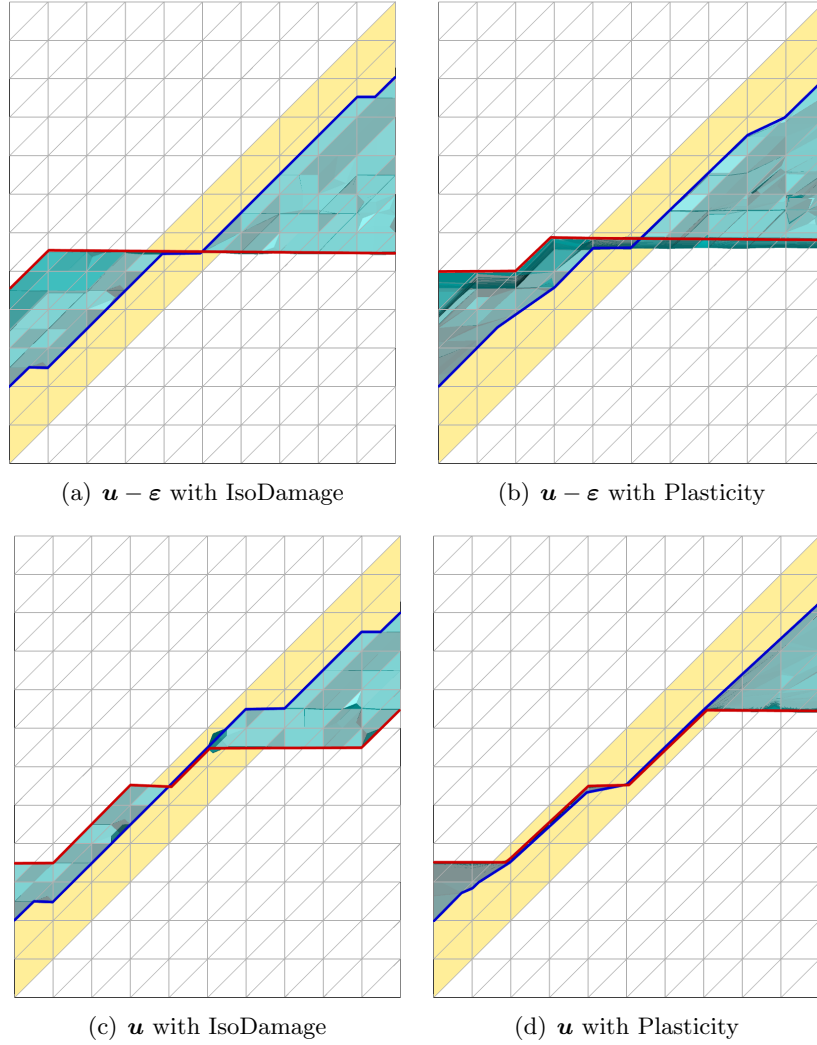 (a) u − ε with IsoDamage
(b) u − ε with Plasticity
(c) u with IsoDamage
(d) u with Plasticity